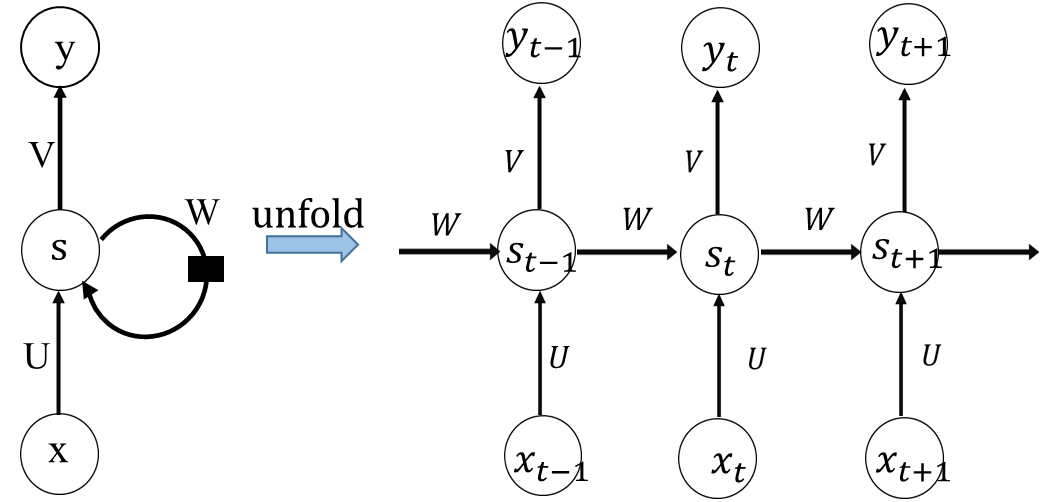 y
V
W
s
U
x
unfold
y_{t-1} y_t y_{t+1}
V V V
W W W
s_{t-1} s_t s_{t+1}
U U U
x_{t-1} x_t x_{t+1}